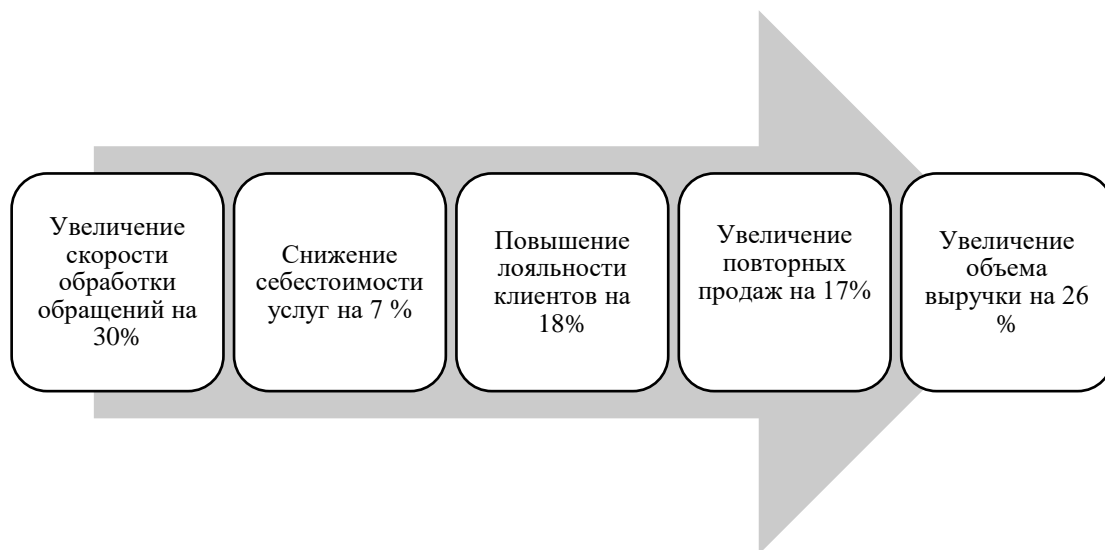 Увеличение
скорости
обработки
обращений на
30%
Снижение
себестоимости
услуг на 7 %
Повышение
лояльности
клиентов на
18%
Увеличение
повторных
продаж на 17%
Увеличение
объема
выручки на 26
%